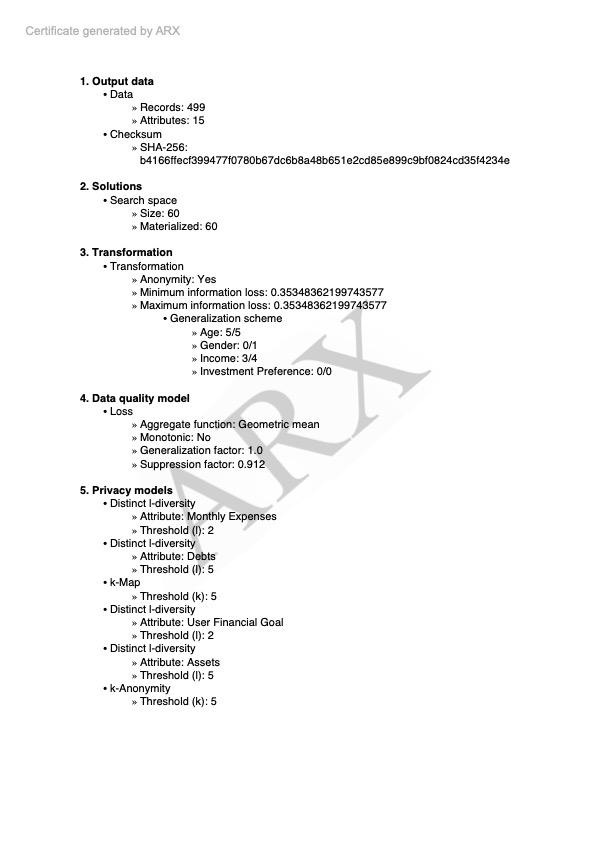 Certificate generated by ARX
1. Output data
• Data
» Records: 499
» Attributes: 15
• Checksum
» SHA-256:
b4166ffecf399477f0780b67dc6b8a48b651e2cd85e899c9bf0824cd35f4234e
2. Solutions
• Search space
» Size: 60
» Materialized: 60
3. Transformation
• Transformation
» Anonymity: Yes
» Minimum information loss: 0.35348362199743577
» Maximum information loss: 0.35348362199743577
• Generalization scheme
» Age: 5/5
» Gender: 0/1
» Income: 3/4
» Investment Preference: 0/0
4. Data quality model
• Loss
» Aggregate function: Geometric mean
» Monotonic: No
» Generalization factor: 1.0
» Suppression factor: 0.912
5. Privacy models
• Distinct l-diversity
» Attribute: Monthly Expenses
» Threshold (l): 2
• Distinct l-diversity
» Attribute: Debts
» Threshold (l): 5
• k-Map
» Threshold (k): 5
• Distinct l-diversity
» Attribute: User Financial Goal
» Threshold (l): 2
• Distinct l-diversity
» Attribute: Assets
» Threshold (l): 5
• k-Anonymity
» Threshold (k): 5
ARX